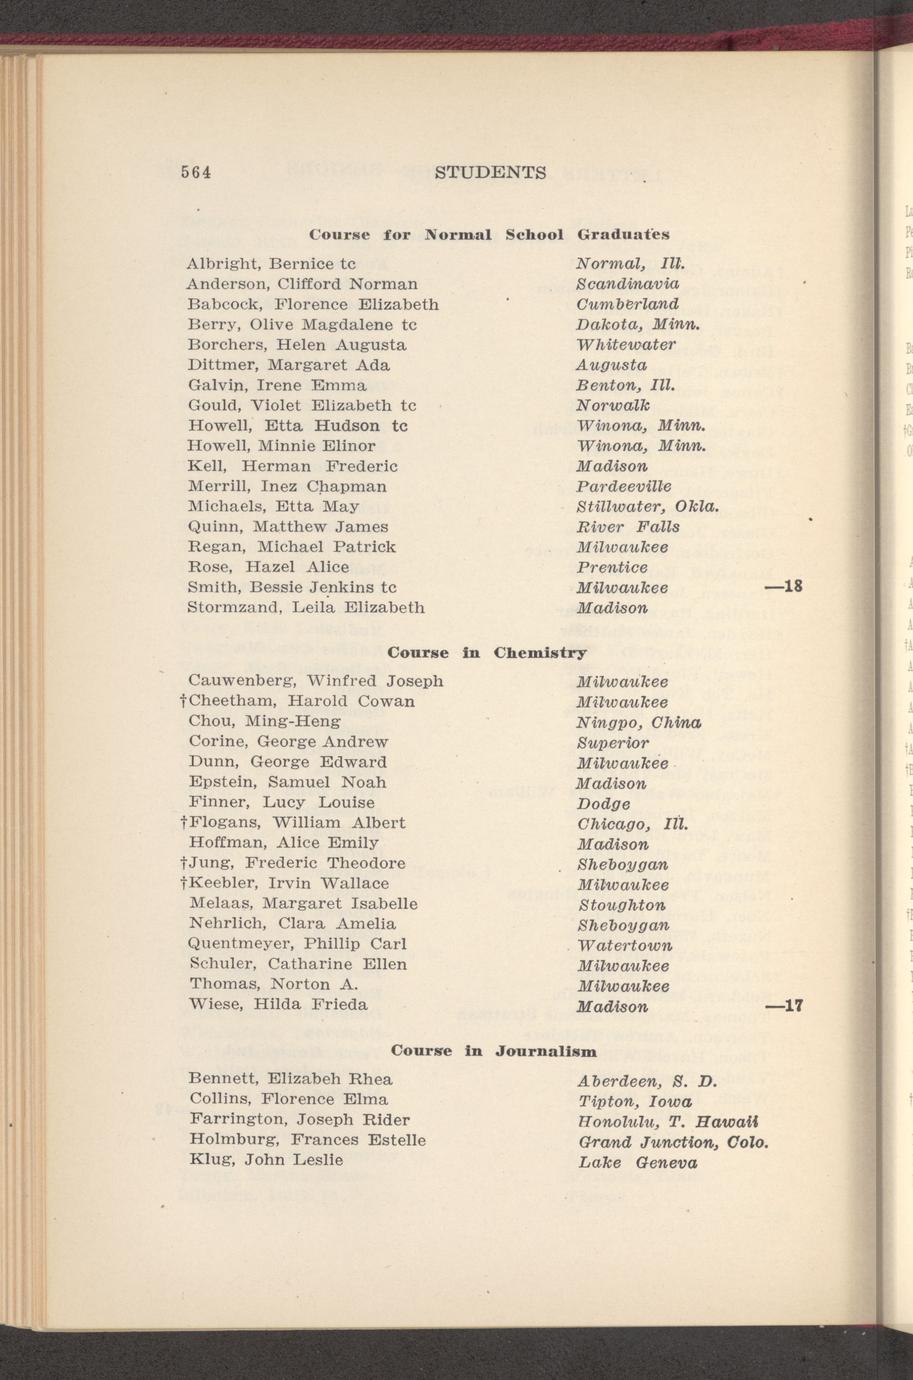 564 STUDENTS
Course for Normal School Graduates
Albright, Bernice tc Normal, Ill.
Anderson, Clifford Norman Scandinavia
Babcock, Florence Elizabeth Cumberland
Berry, Olive Magdalene tc Dakota, Minn.
Borchers, Helen Augusta Whitewater
Dittmer, Margaret Ada Augusta
Galvin, Irene Emma Benton, Ill.
Gould, Violet Elizabeth tc Norwalk
Howell, Etta Hudson tc Winona, Minn.
Howell, Minnie Elinor Winona, Minn.
Kell, Herman Frederic Madison
Merrill, Inez Chapman Pardeeville
Michaels, Etta May Stillwater, Okla.
Quinn, Matthew James River Falls
Regan, Michael Patrick Milwaukee
Rose, Hazel Alice Prentice
Smith, Bessie Jenkins tc Milwaukee —18
Stormzand, Leila Elizabeth Madison
Course in Chemistry
Cauwenberg, Winfred Joseph Milwaukee
†Cheetham, Harold Cowan Milwaukee
Chou, Ming-Heng Ningpo, China
Corine, George Andrew Superior
Dunn, George Edward Milwaukee
Epstein, Samuel Noah Madison
Finner, Lucy Louise Dodge
†Flogans, William Albert Chicago, Ill.
Hoffman, Alice Emily Madison
†Jung, Frederic Theodore Sheboygan
†Keebler, Irvin Wallace Milwaukee
Melaas, Margaret Isabelle Stoughton
Nehrlich, Clara Amelia Sheboygan
Quentmeyer, Phillip Carl Watertown
Schuler, Catharine Ellen Milwaukee
Thomas, Norton A. Milwaukee
Wiese, Hilda Frieda Madison —17
Course in Journalism
Bennett, Elizabeh Rhea Aberdeen, S. D.
Collins, Florence Elma Tipton, Iowa
Farrington, Joseph Rider Honolulu, T. Hawaii
Holmburg, Frances Estelle Grand Junction, Colo.
Klug, John Leslie Lake Geneva